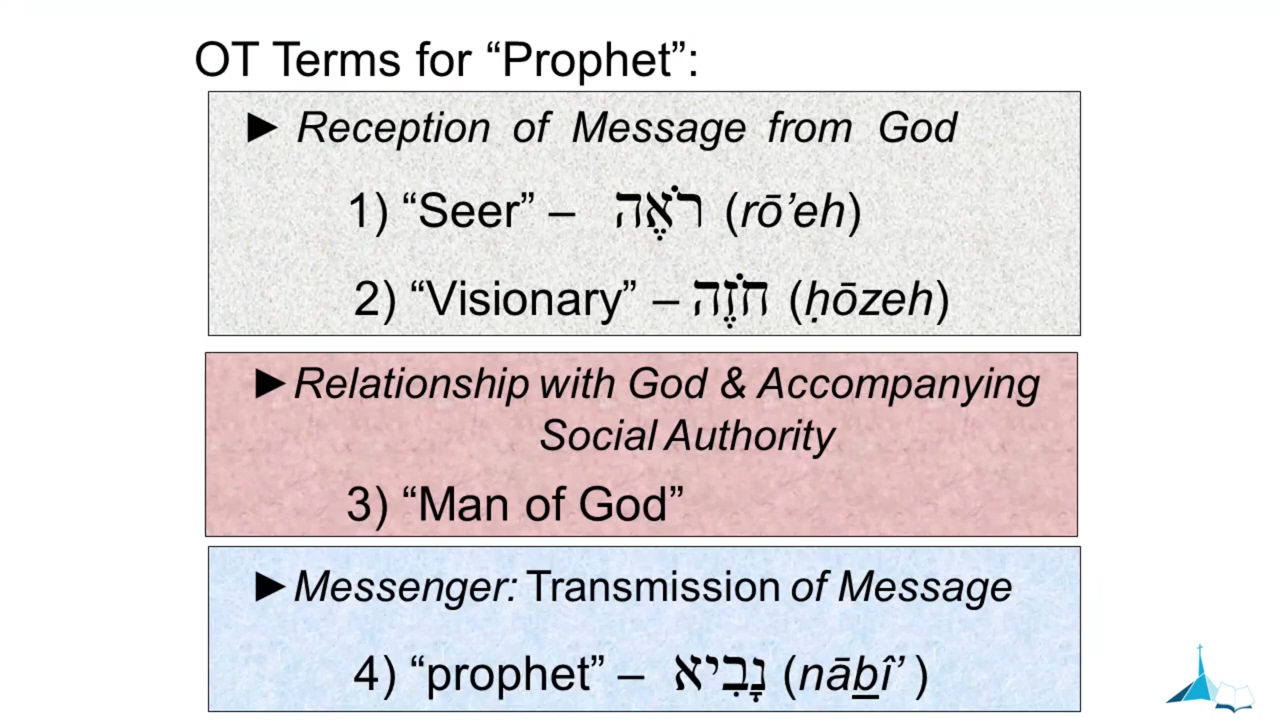 OT Terms for “Prophet”:
► Reception of Message from God
1) “Seer” – רֹאֶה (rō’eh)
2) “Visionary” – חֹזֶה (ḥōzeh)
►Relationship with God & Accompanying
Social Authority
3) “Man of God”
►Messenger: Transmission of Message
4) “prophet” – נָבִיא (nāḇî’ )